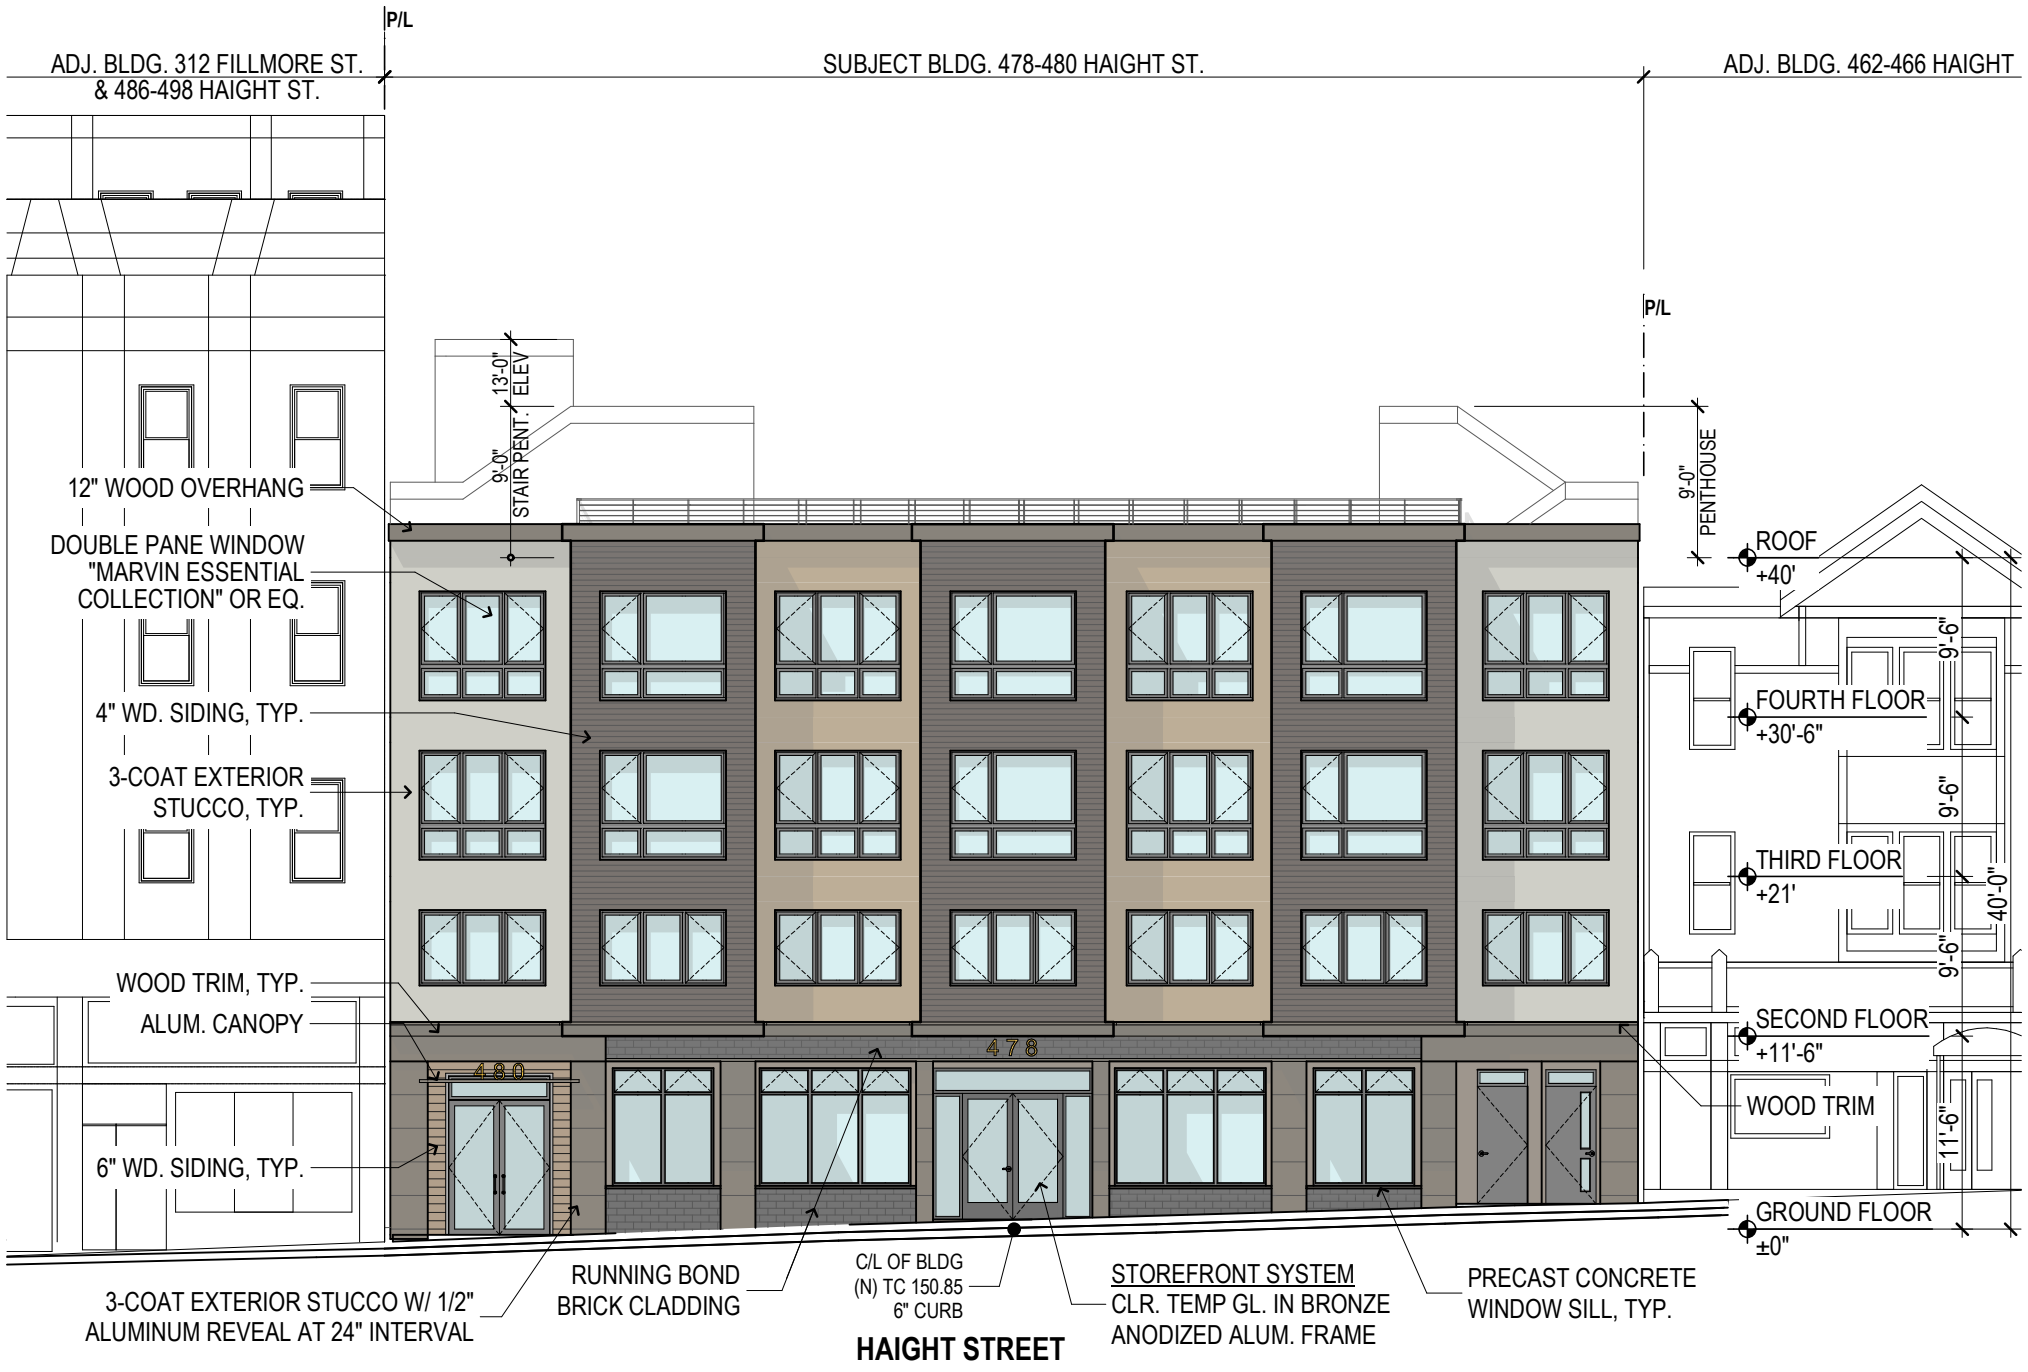 P/L
ADJ. BLDG. 312 FILLMORE ST.
& 486-498 HAIGHT ST.
SUBJECT BLDG. 478-480 HAIGHT ST.
ADJ. BLDG. 462-466 HAIGHT
P/L
13'-0"
ELEV
9'-0"
STAIR PENT.
9'-0"
PENTHOUSE
12" WOOD OVERHANG
DOUBLE PANE WINDOW
"MARVIN ESSENTIAL
COLLECTION" OR EQ.
4" WD. SIDING, TYP.
3-COAT EXTERIOR
STUCCO, TYP.
WOOD TRIM, TYP.
ALUM. CANOPY
6" WD. SIDING, TYP.
480
478
ROOF
+40'
9'-6"
FOURTH FLOOR
+30'-6"
9'-6"
THIRD FLOOR
+21'
40'-0"
9'-6"
SECOND FLOOR
+11'-6"
WOOD TRIM
11'-6"
GROUND FLOOR
±0"
3-COAT EXTERIOR STUCCO W/ 1/2"
ALUMINUM REVEAL AT 24" INTERVAL
RUNNING BOND
BRICK CLADDING
C/L OF BLDG
(N) TC 150.85
6" CURB
STOREFRONT SYSTEM
CLR. TEMP GL. IN BRONZE
ANODIZED ALUM. FRAME
PRECAST CONCRETE
WINDOW SILL, TYP.
HAIGHT STREET